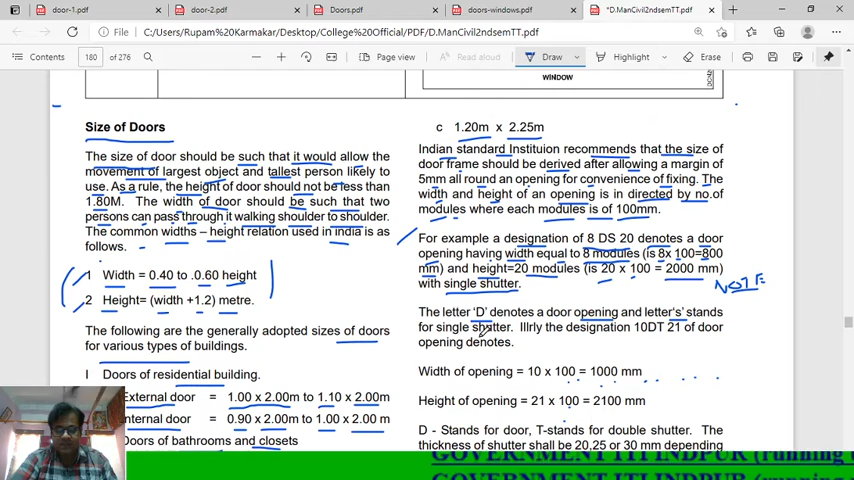 door-1.pdf
door-2.pdf
Doors.pdf
doors-windows.pdf
*D.ManCivil2ndsemTT.pdf
C:/Users/Rupam%20Karmakar/Desktop/College%20Official/PDF/D.ManCivil2ndsemTT.pdf
Contents
180
of 276
Page view
Read aloud
Draw
Highlight
Erase
WINDOW
Size of Doors
The size of door should be such that it would allow the
movement of largest object and tallest person likely to
use. As a rule, the height of door should not be less than
1.80M. The width of door should be such that two
persons can pass through it walking shoulder to shoulder.
The common widths – height relation used in india is as
follows.
1 Width = 0.40 to .0.60 height
2 Height= (width +1.2) metre.
The following are the generally adopted sizes of doors
for various types of buildings.
I Doors of residential building.
External door = 1.00 x 2.00m to 1.10 x 2.00m
nternal door = 0.90 x 2.00m to 1.00 x 2.00 m
Doors of bathrooms and closets
c 1.20m x 2.25m
Indian standard Instituion recommends that the size of
door frame should be derived after allowing a margin of
5mm all round an opening for convenience of fixing. The
width and height of an opening is in directed by no.of
modules where each modules is of 100mm.
For example a designation of 8 DS 20 denotes a door
opening having width equal to 8 modules (is 8x 100=800
mm) and height=20 modules (is 20 x 100 = 2000 mm)
with single shutter.
NOTE
The letter 'D' denotes a door opening and letter's' stands
for single shutter. Illrly the designation 10DT 21 of door
opening denotes.
Width of opening = 10 x 100 = 1000 mm
Height of opening = 21 x 100 = 2100 mm
D - Stands for door, T-stands for double shutter. The
thickness of shutter shall be 20,25 or 30 mm depending
GOVERNMENT ITI INDPUR (running u